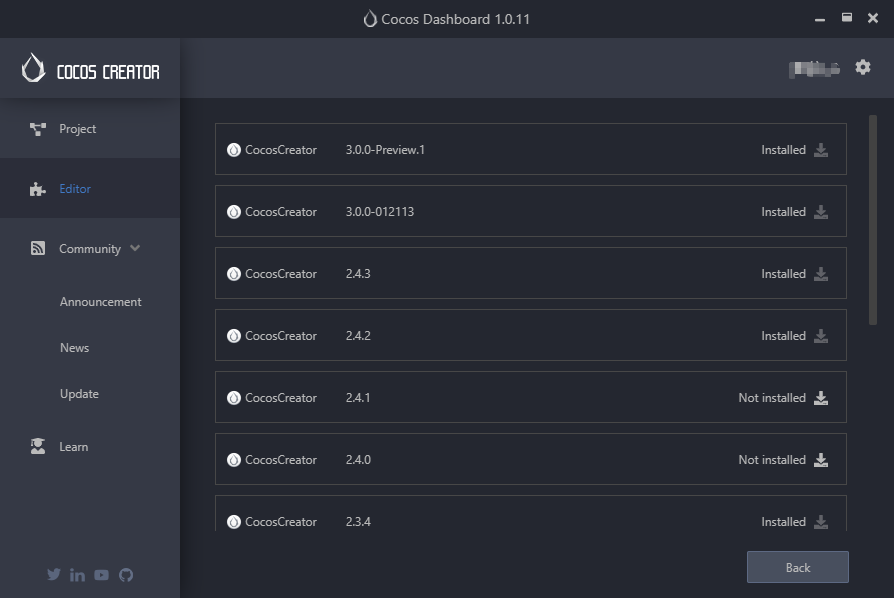 Cocos Dashboard 1.0.11
COCOS CREATOR
Project
Editor
Community
Announcement
News
Update
Learn
CocosCreator 3.0.0-Preview.1 Installed
CocosCreator 3.0.0-012113 Installed
CocosCreator 2.4.3 Installed
CocosCreator 2.4.2 Installed
CocosCreator 2.4.1 Not installed
CocosCreator 2.4.0 Not installed
CocosCreator 2.3.4 Installed
Back